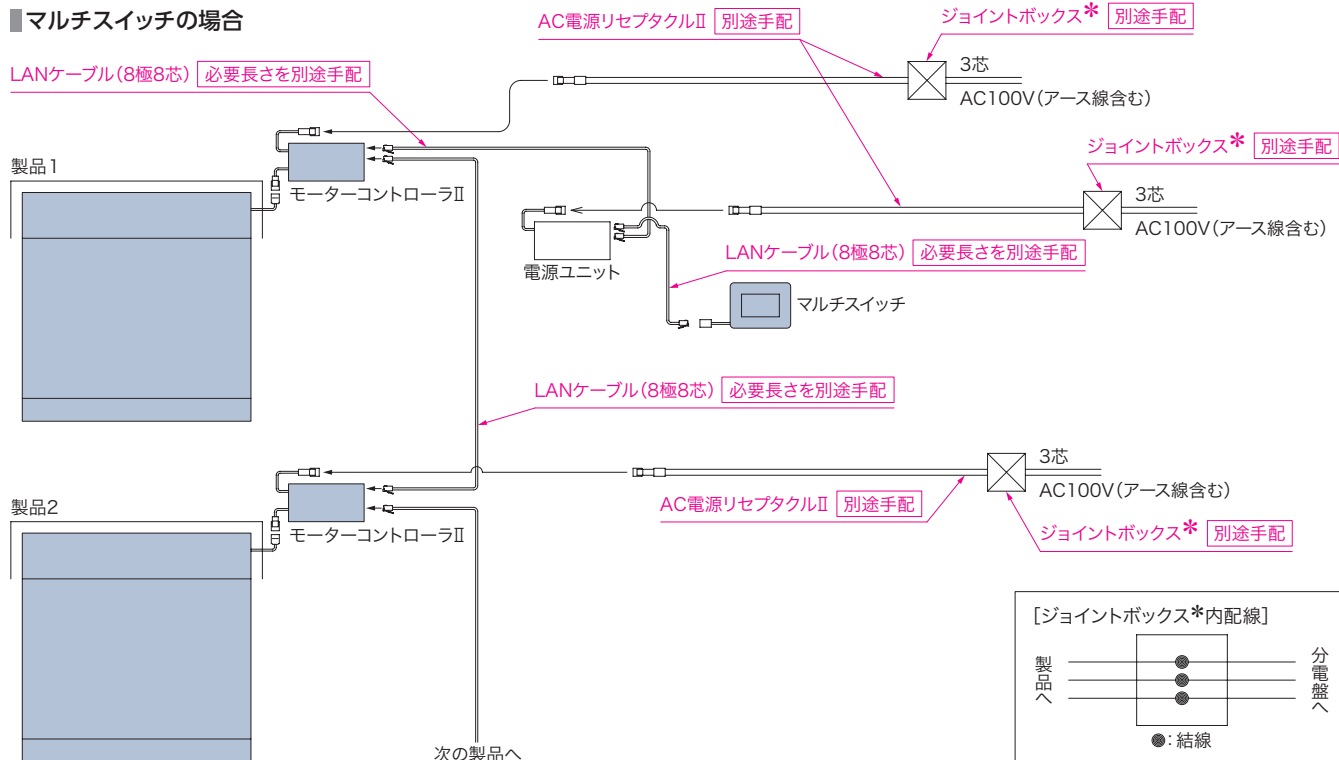 マルチスイッチの場合
AC電源リセプタクルⅡ 別途手配
ジョイントボックス＊ 別途手配
LANケーブル（8極8芯） 必要長さを別途手配
3芯
AC100V（アース線含む）
製品1
モーターコントローラⅡ
ジョイントボックス＊ 別途手配
3芯
AC100V（アース線含む）
電源ユニット
LANケーブル（8極8芯） 必要長さを別途手配
マルチスイッチ
LANケーブル（8極8芯） 必要長さを別途手配
3芯
AC100V（アース線含む）
製品2
モーターコントローラⅡ
AC電源リセプタクルⅡ 別途手配
ジョイントボックス＊ 別途手配
次の製品へ
［ジョイントボックス＊内配線］
製品へ
分電盤へ
：結線